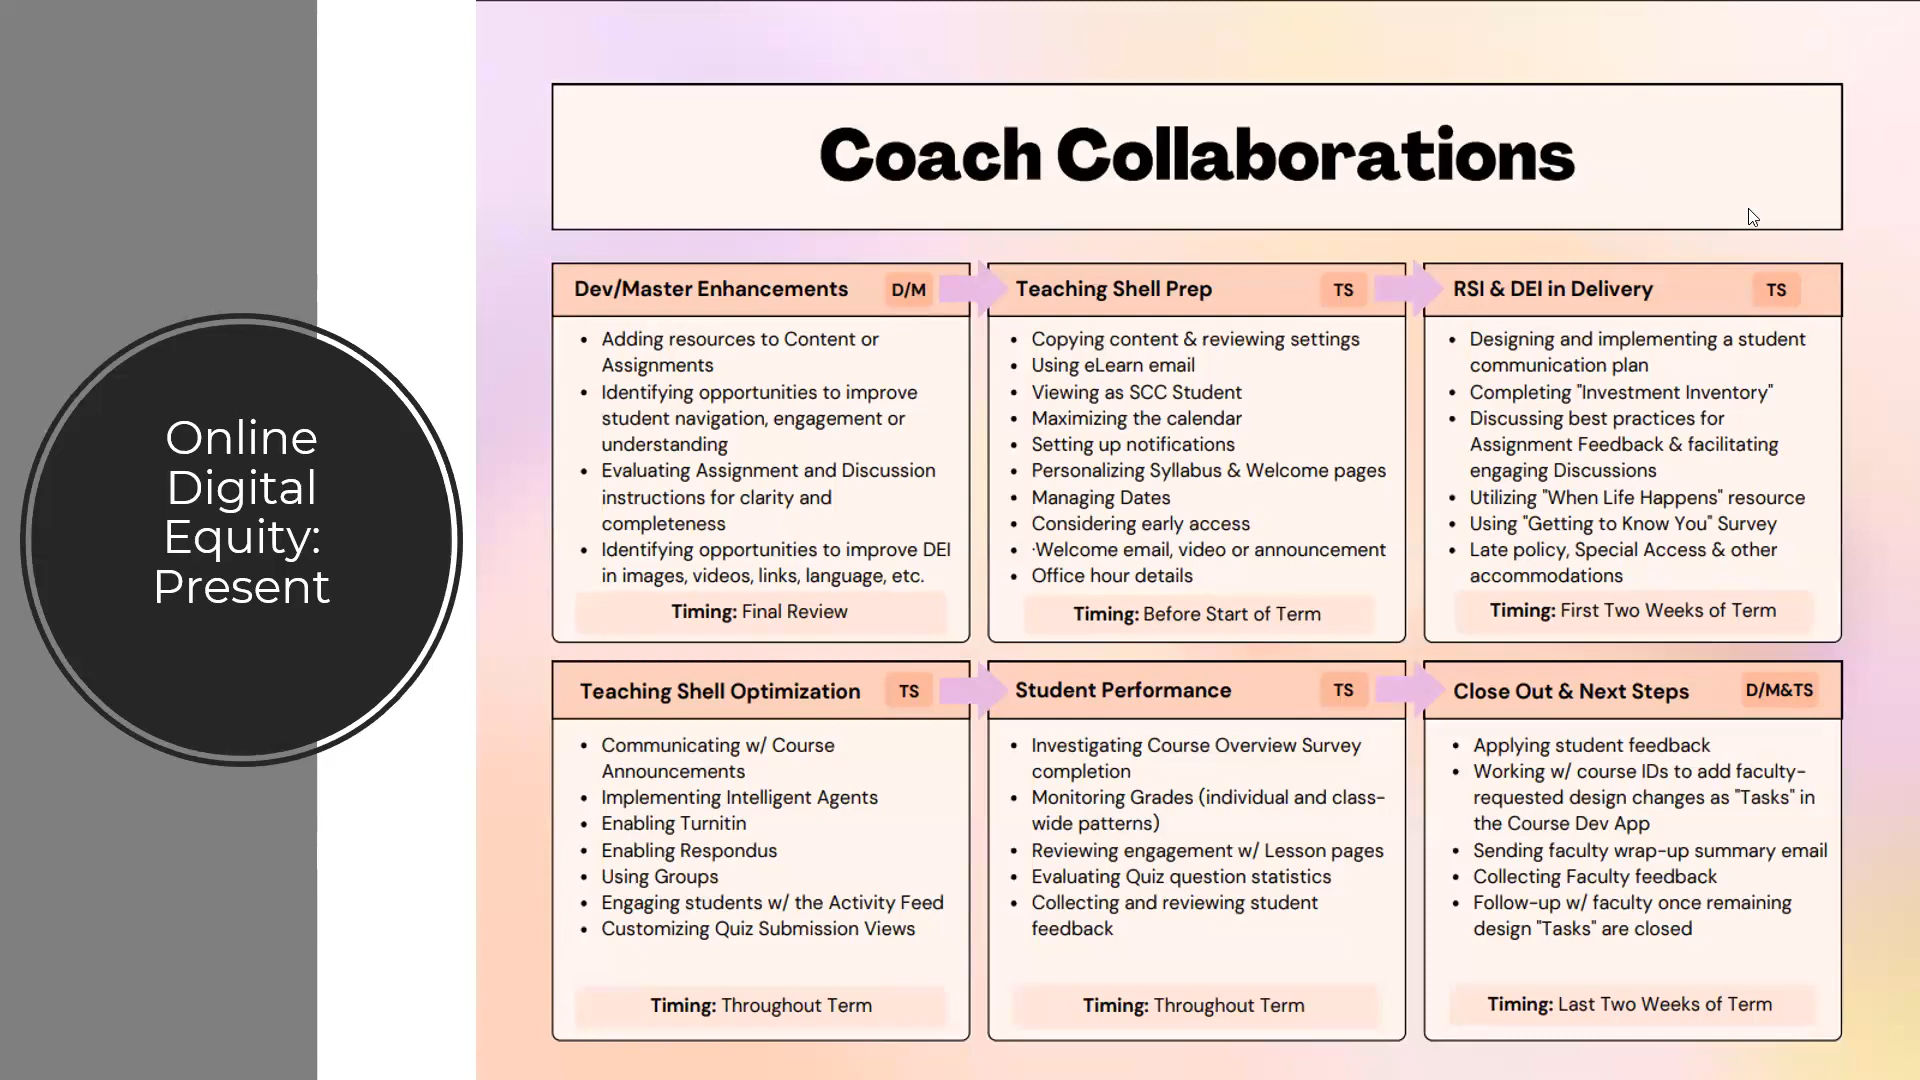 Online
Digital
Equity:
Present
Coach Collaborations
Dev/Master Enhancements D/M
• Adding resources to Content or
Assignments
• Identifying opportunities to improve
student navigation, engagement or
understanding
• Evaluating Assignment and Discussion
instructions for clarity and
completeness
• Identifying opportunities to improve DEI
in images, videos, links, language, etc.
Timing: Final Review
Teaching Shell Prep TS
• Copying content & reviewing settings
• Using eLearn email
• Viewing as SCC Student
• Maximizing the calendar
• Setting up notifications
• Personalizing Syllabus & Welcome pages
• Managing Dates
• Considering early access
• ·Welcome email, video or announcement
• Office hour details
Timing: Before Start of Term
RSI & DEI in Delivery TS
• Designing and implementing a student
communication plan
• Completing "Investment Inventory"
• Discussing best practices for
Assignment Feedback & facilitating
engaging Discussions
• Utilizing "When Life Happens" resource
• Using "Getting to Know You" Survey
• Late policy, Special Access & other
accommodations
Timing: First Two Weeks of Term
Teaching Shell Optimization TS
• Communicating w/ Course
Announcements
• Implementing Intelligent Agents
• Enabling Turnitin
• Enabling Respondus
• Using Groups
• Engaging students w/ the Activity Feed
• Customizing Quiz Submission Views
Timing: Throughout Term
Student Performance TS
• Investigating Course Overview Survey
completion
• Monitoring Grades (individual and class-
wide patterns)
• Reviewing engagement w/ Lesson pages
• Evaluating Quiz question statistics
• Collecting and reviewing student
feedback
Timing: Throughout Term
Close Out & Next Steps D/M&TS
• Applying student feedback
• Working w/ course IDs to add faculty-
requested design changes as "Tasks" in
the Course Dev App
• Sending faculty wrap-up summary email
• Collecting Faculty feedback
• Follow-up w/ faculty once remaining
design "Tasks" are closed
Timing: Last Two Weeks of Term